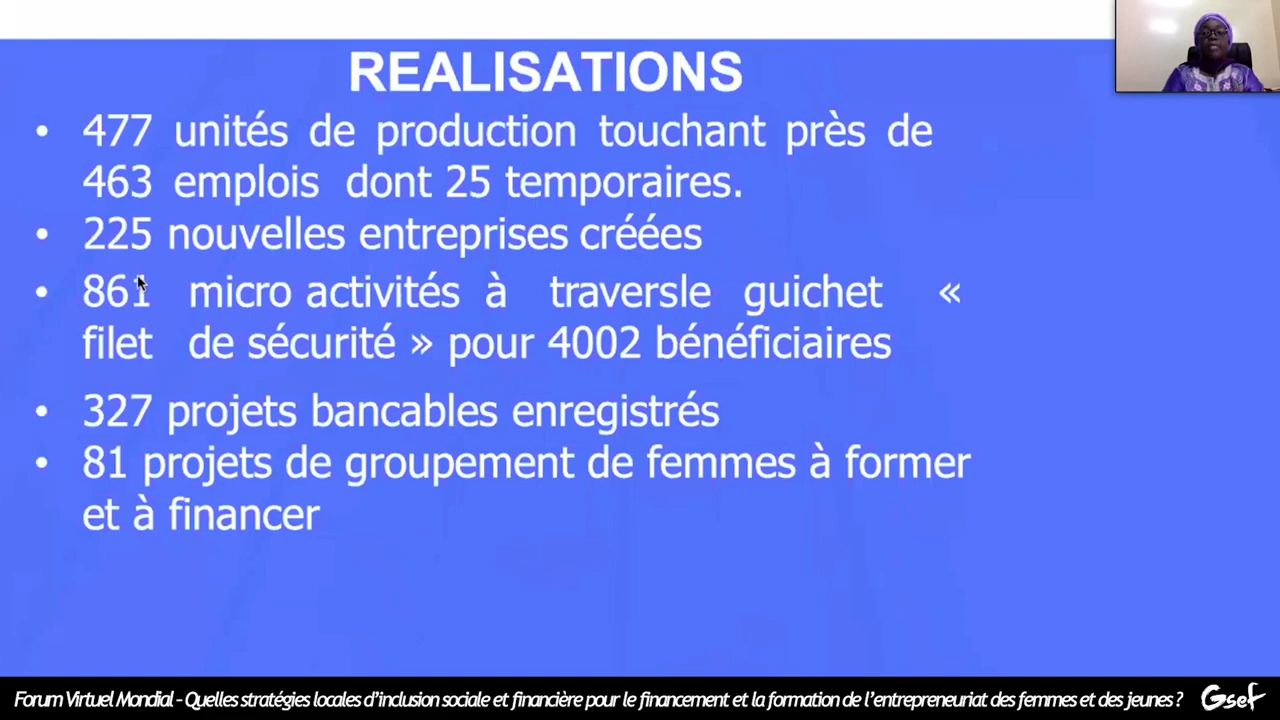 REALISATIONS
• 477 unités de production touchant près de
463 emplois dont 25 temporaires.
• 225 nouvelles entreprises créées
• 861 micro activités à traversle guichet «
filet de sécurité » pour 4002 bénéficiaires
• 327 projets bancables enregistrés
• 81 projets de groupement de femmes à former
et à financer
Forum Virtuel Mondial - Quelles stratégies locales d'inclusion sociale et financière pour le financement et la formation de l'entrepreneuriat des femmes et des jeunes ? Gsef